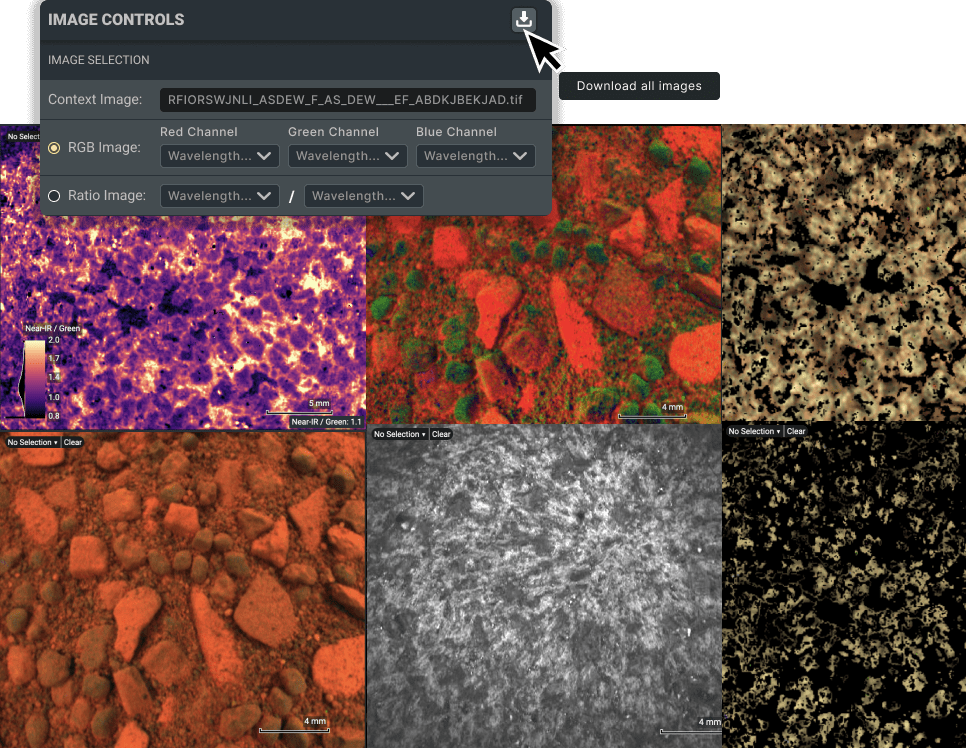 IMAGE CONTROLS
IMAGE SELECTION
Download all images
Context Image: RFIORSWJNLI_ASDEW_F_AS_DEW___EF_ABDKJBEKJAD.tif
No Select
Red Channel Green Channel Blue Channel
RGB Image: Wavelength... Wavelength... Wavelength...
Ratio Image: Wavelength... / Wavelength...
Near-IR / Green
2.0
1.7
1.4
1.0
0.8
5 mm
Near-IR / Green: 1.1
4 mm
No Selection Clear
No Selection Clear
No Selection Clear
4 mm
4 mm